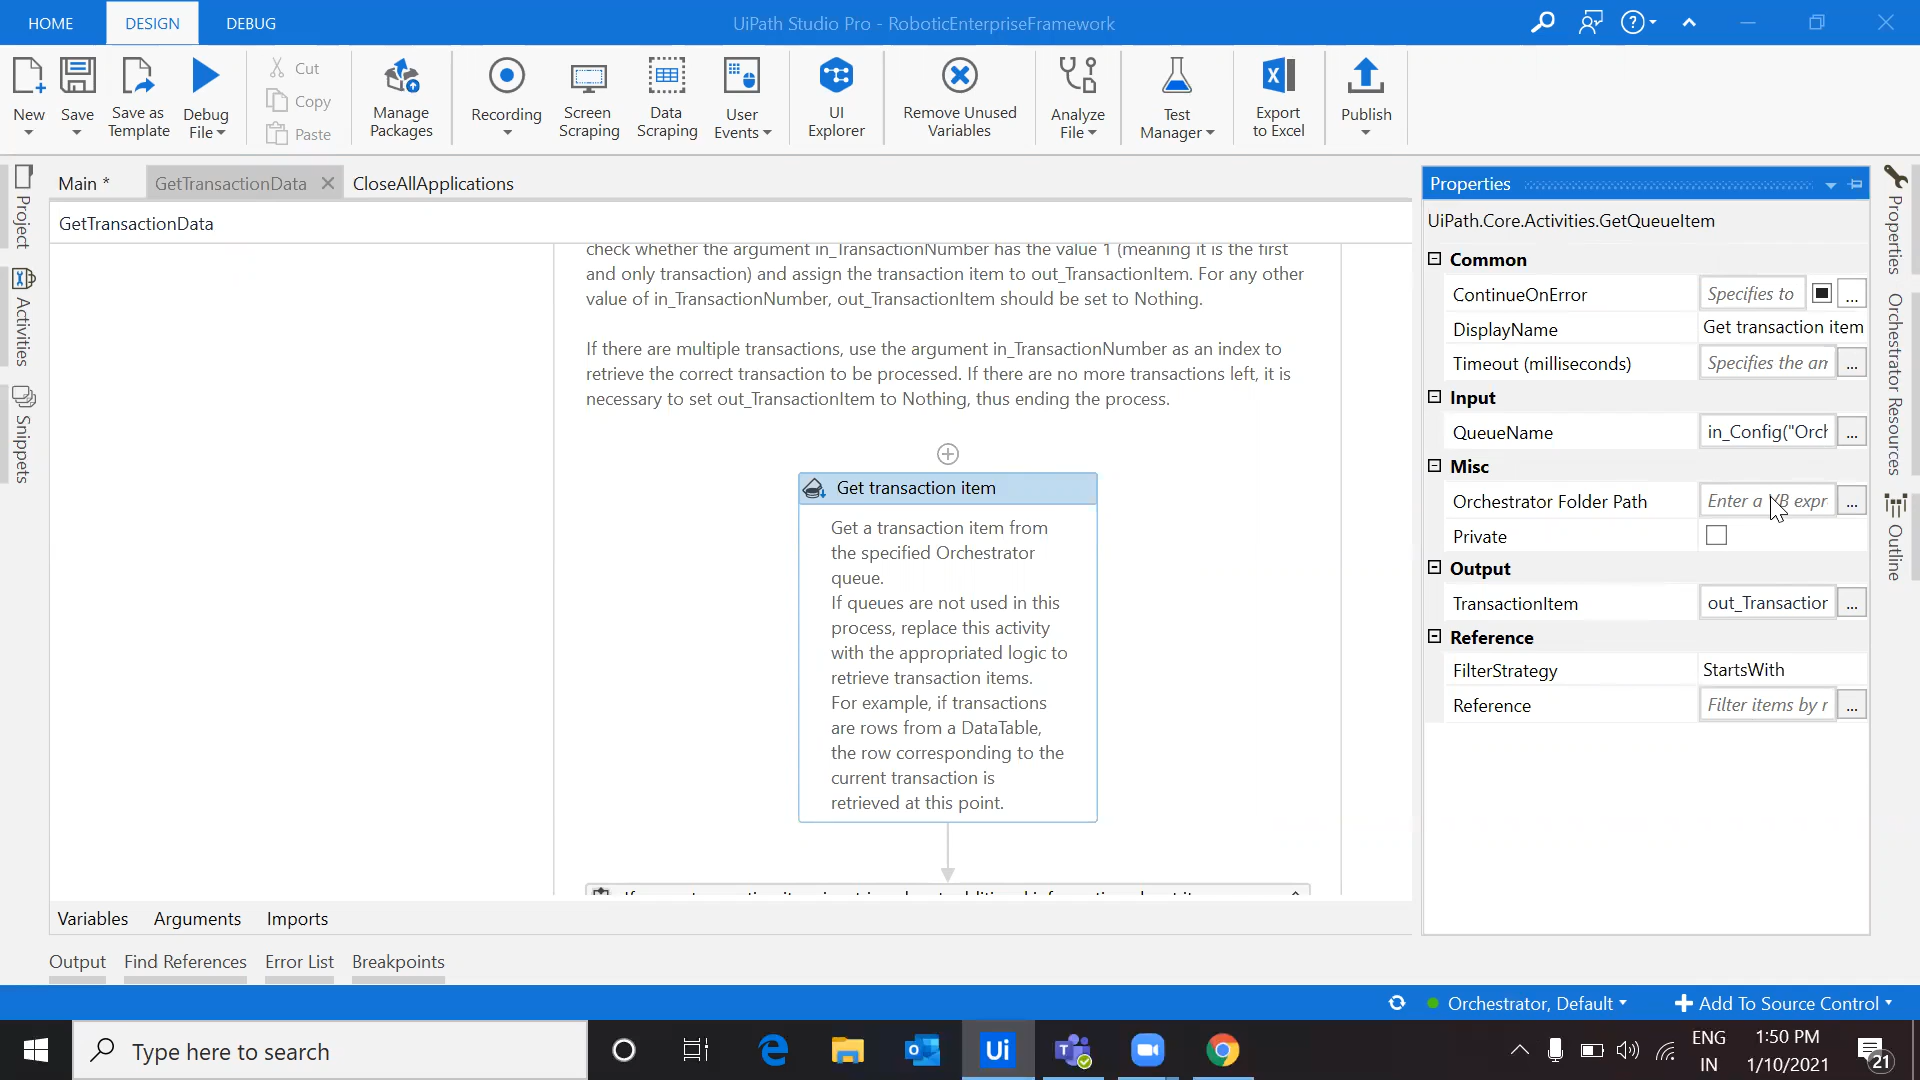 HOME DESIGN DEBUG
UiPath Studio Pro - RoboticEnterpriseFramework
New Save Save as Template Debug File
Cut
Copy
Paste
Manage Packages
Recording
Screen Scraping
Data Scraping
User Events
UI Explorer
Remove Unused Variables
Analyze File
Test Manager
Export to Excel
Publish
Project
Activities
Snippets
Main * GetTransactionData CloseAllApplications
GetTransactionData
check whether the argument in_TransactionNumber has the value 1 (meaning it is the first
and only transaction) and assign the transaction item to out_TransactionItem. For any other
value of in_TransactionNumber, out_TransactionItem should be set to Nothing.
If there are multiple transactions, use the argument in_TransactionNumber as an index to
retrieve the correct transaction to be processed. If there are no more transactions left, it is
necessary to set out_TransactionItem to Nothing, thus ending the process.
Get transaction item
Get a transaction item from
the specified Orchestrator
queue.
If queues are not used in this
process, replace this activity
with the appropriated logic to
retrieve transaction items.
For example, if transactions
are rows from a DataTable,
the row corresponding to the
current transaction is
retrieved at this point.
Properties
UiPath.Core.Activities.GetQueueItem
Common
ContinueOnError Specifies to ...
DisplayName Get transaction item
Timeout (milliseconds) Specifies the am ...
Input
QueueName in_Config("Orch ...
Misc
Orchestrator Folder Path Enter a VB expr ...
Private
Output
TransactionItem out_Transaction ...
Reference
FilterStrategy StartsWith
Reference Filter items by r ...
Properties
Orchestrator Resources
Outline
Variables Arguments Imports
Output Find References Error List Breakpoints
Orchestrator, Default
Add To Source Control
Type here to search
Ui
ENG
IN
1:50 PM
1/10/2021
21